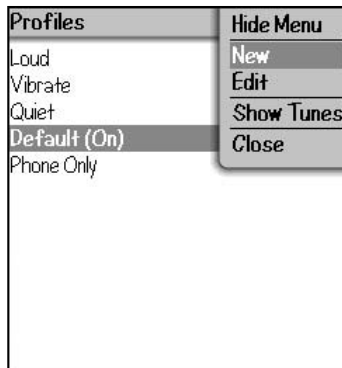 Profiles
Loud
Vibrate
Quiet
Default (On)
Phone Only
Hide Menu
New
Edit
Show Tunes
Close